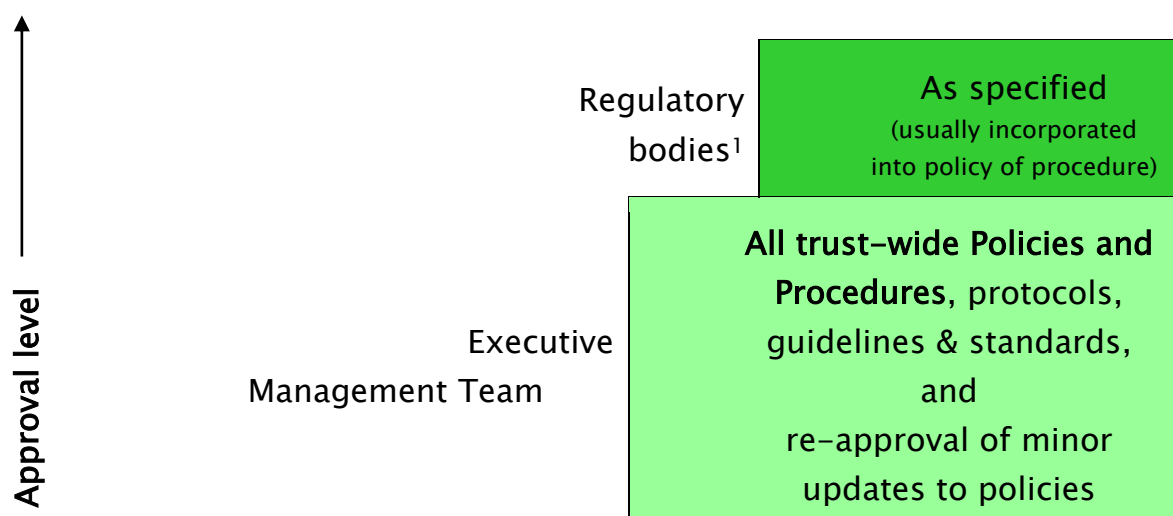 Regulatory
bodies¹
As specified
(usually incorporated
into policy of procedure)
Executive
Management Team
All trust-wide Policies and
Procedures, protocols,
guidelines & standards,
and
re-approval of minor
updates to policies
Approval level